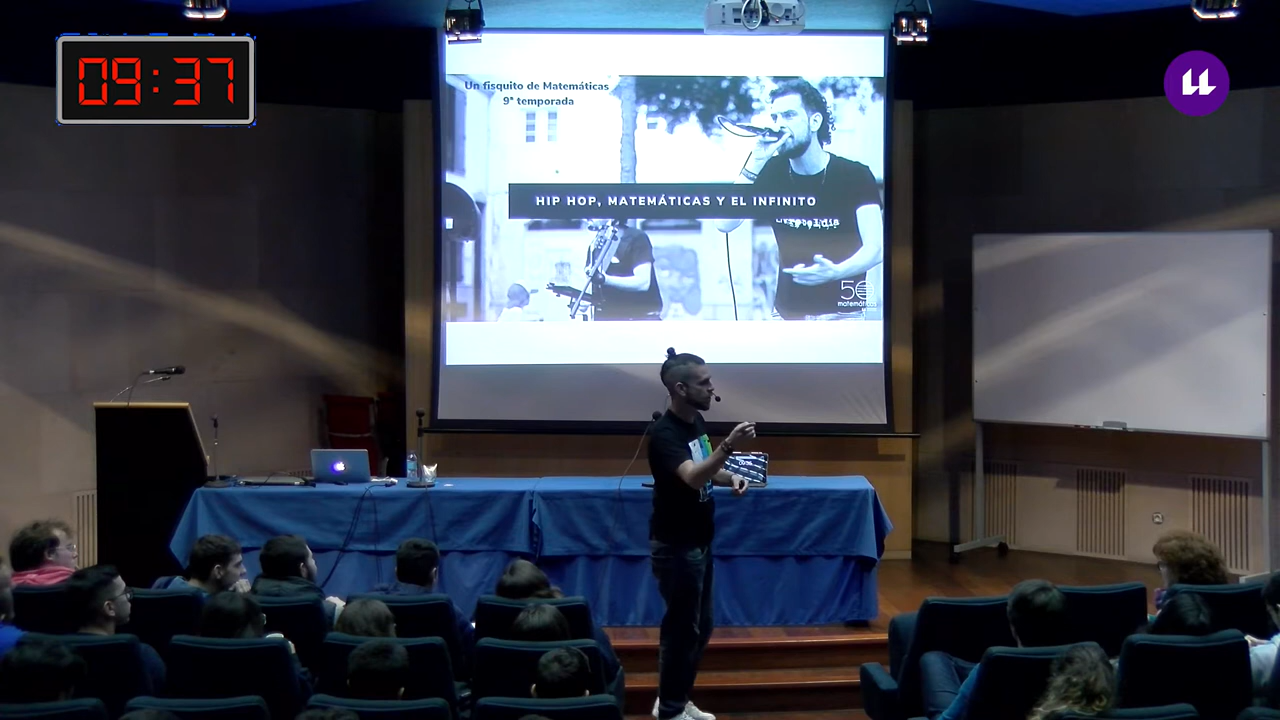 09:37
Un fisquito de Matemáticas
9ª temporada
HIP HOP, MATEMÁTICAS Y EL INFINITO
50
matemáticas